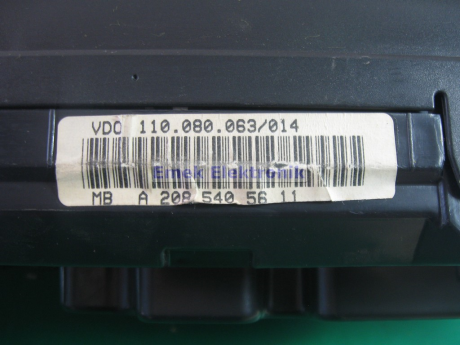 VDO 110.080.063/014
Emek Elektronik
MB A 208 540 56 11